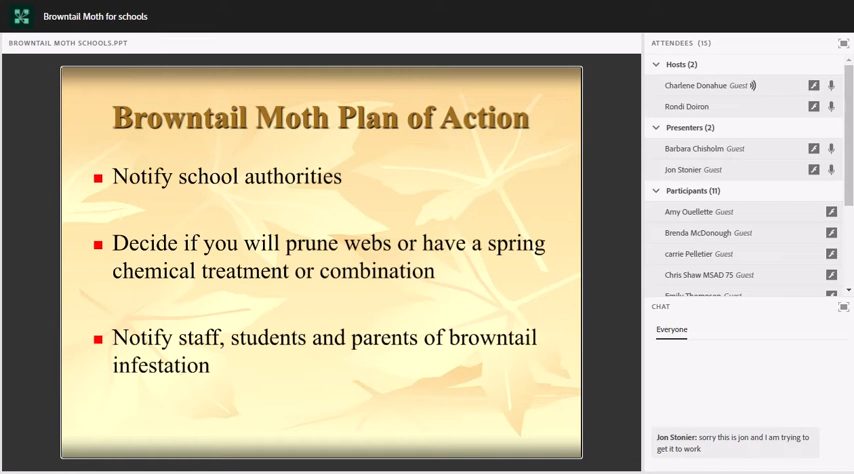 Browntail Moth for schools
BROWNTAIL MOTH SCHOOLS.PPT
Browntail Moth Plan of Action
Notify school authorities
Decide if you will prune webs or have a spring
chemical treatment or combination
Notify staff, students and parents of browntail
infestation
ATTENDEES (15)
Hosts (2)
Charlene Donahue Guest
Rondi Doiron
Presenters (2)
Barbara Chisholm Guest
Jon Stonier Guest
Participants (11)
Amy Ouellette Guest
Brenda McDonough Guest
carrie Pelletier Guest
Chris Shaw MSAD 75 Guest
Emily Thompson Guest
CHAT
Everyone
Jon Stonier: sorry this is jon and I am trying to
get it to work